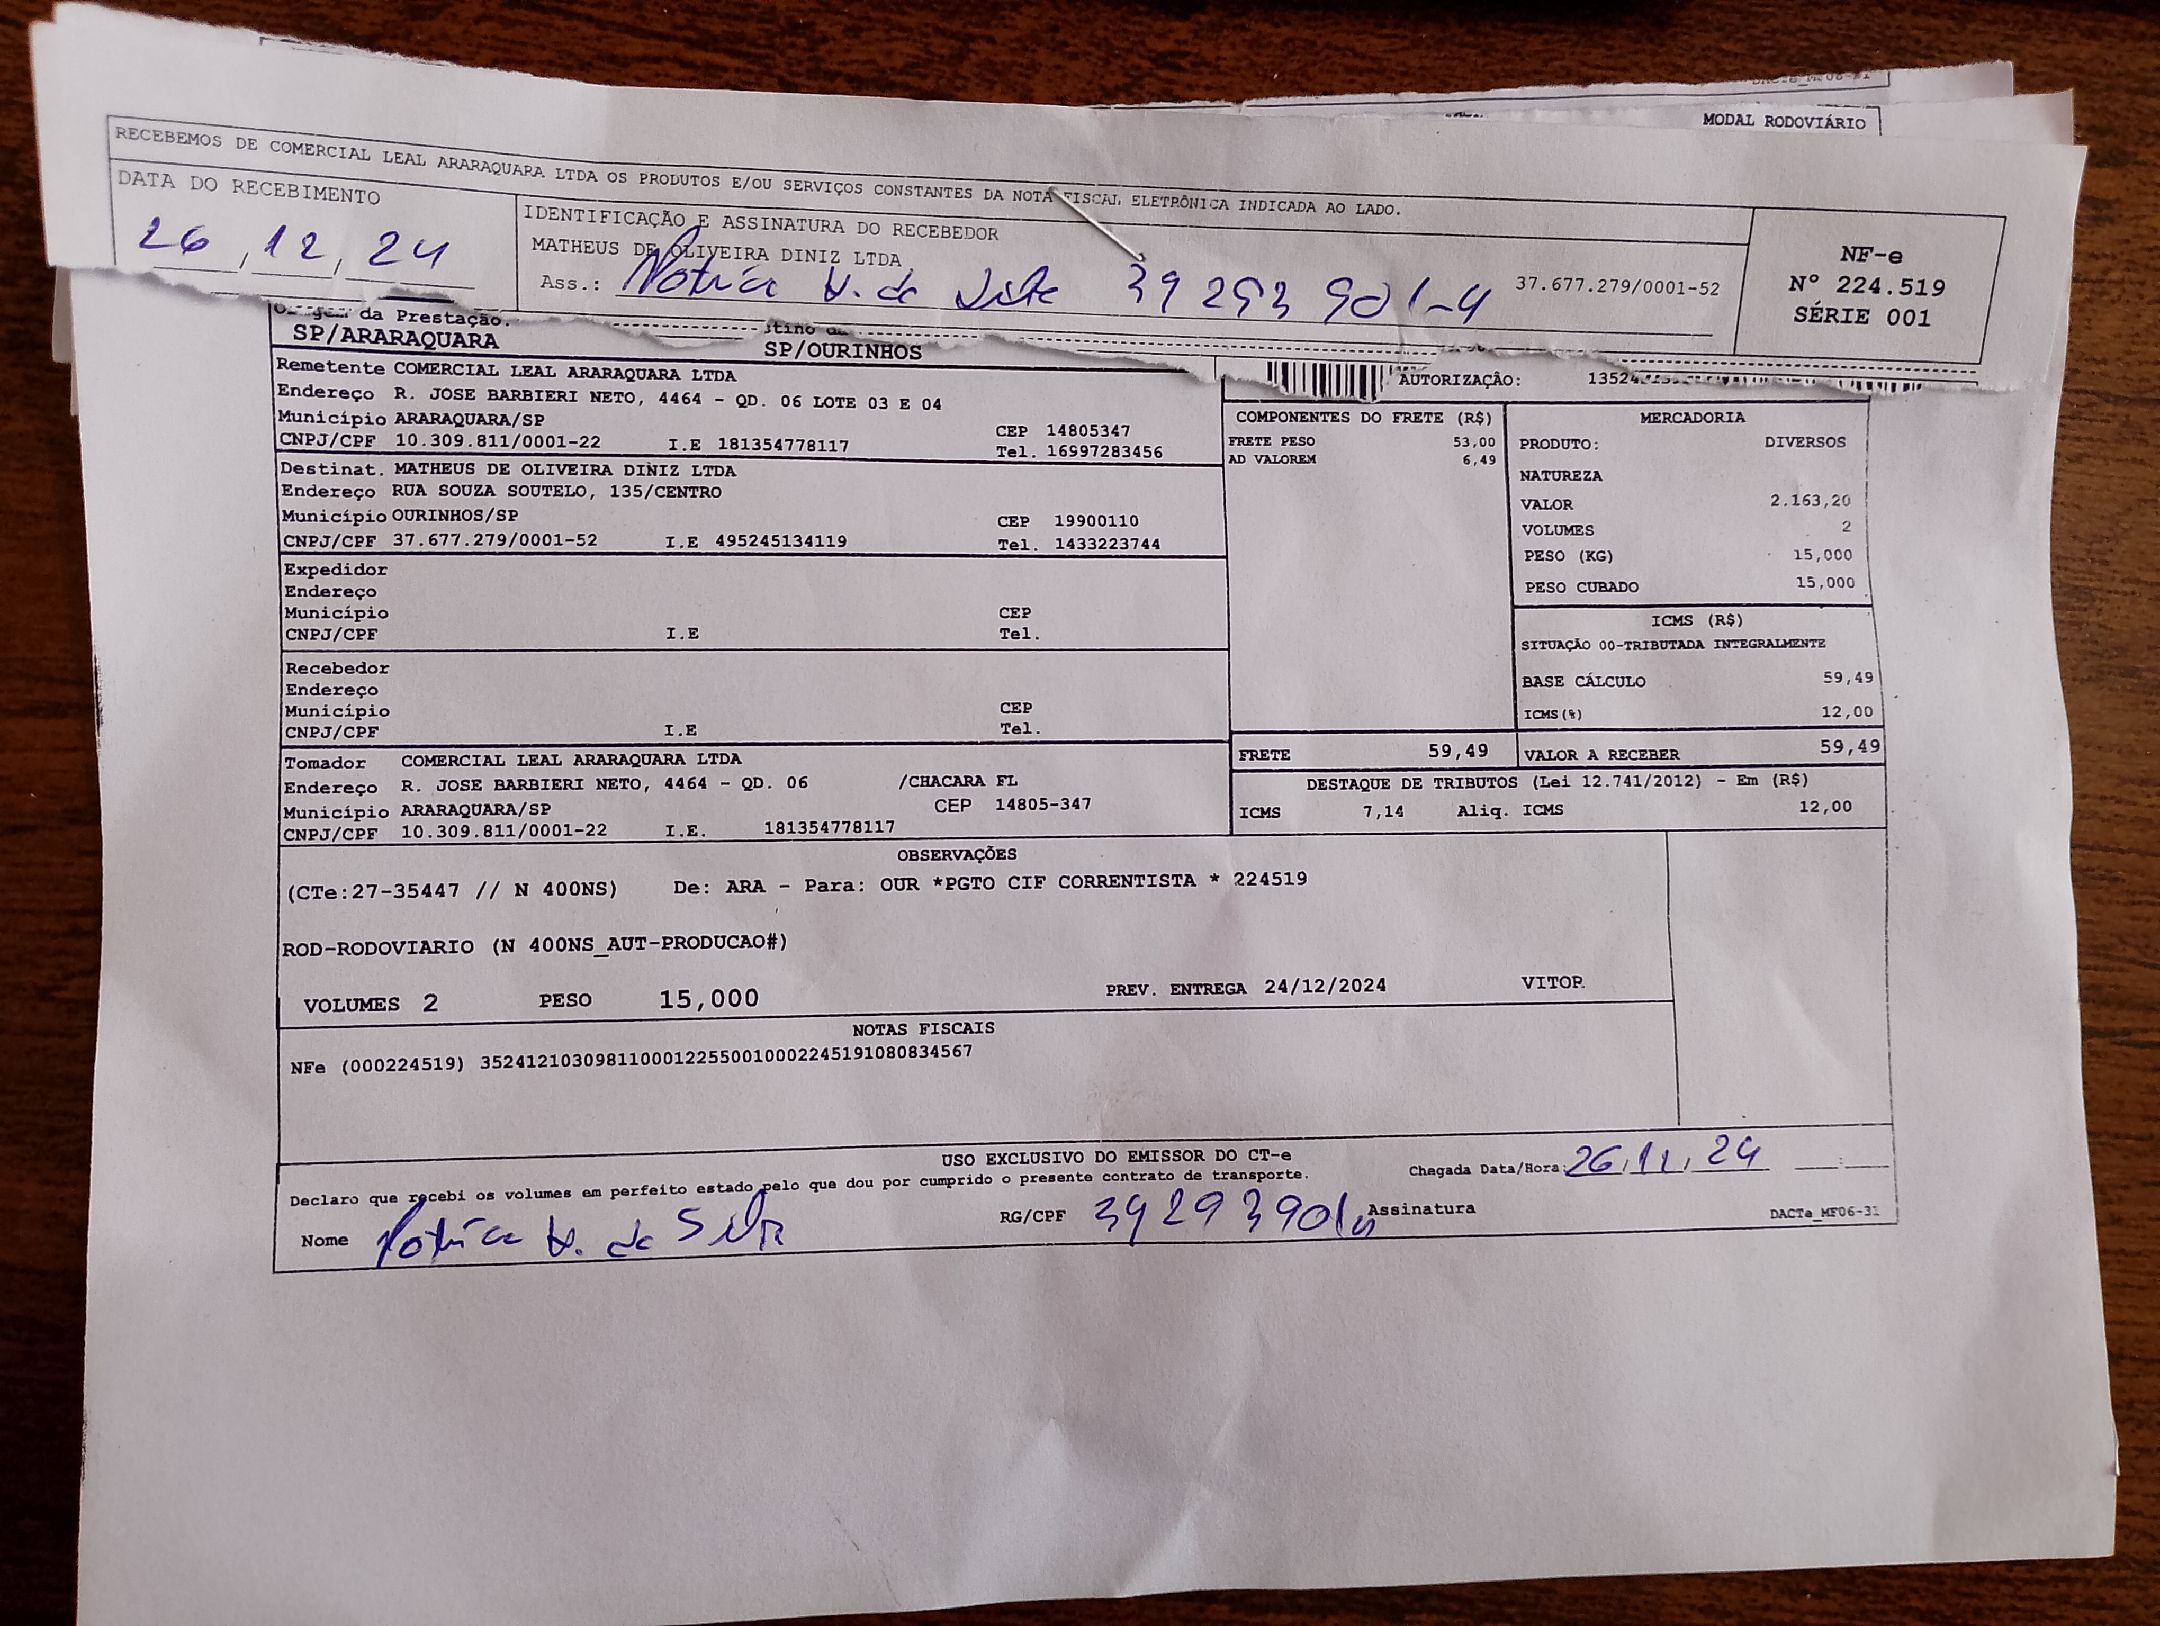 MODAL RODOVIÁRIO
RECEBEMOS DE COMERCIAL LEAL ARARAQUARA LTDA OS PRODUTOS E/OU SERVIÇOS CONSTANTES DA NOTA FISCAL ELETRÔNICA INDICADA AO LADO.
DATA DO RECEBIMENTO
26,12,24
IDENTIFICAÇÃO E ASSINATURA DO RECEBEDOR
MATHEUS DE OLIVEIRA DINIZ LTDA
Ass.: 37.677.279/0001-52
NF-e
Nº 224.519
SÉRIE 001
da Prestação.
SP/ARARAQUARA
SP/OURINHOS
Remetente COMERCIAL LEAL ARARAQUARA LTDA
Endereço R. JOSE BARBIERI NETO, 4464 - QD. 06 LOTE 03 E 04
Município ARARAQUARA/SP CEP 14805347
CNPJ/CPF 10.309.811/0001-22 I.E 181354778117 Tel. 16997283456
Destinat. MATHEUS DE OLIVEIRA DINIZ LTDA
Endereço RUA SOUZA SOUTELO, 135/CENTRO
Município OURINHOS/SP CEP 19900110
CNPJ/CPF 37.677.279/0001-52 I.E 495245134119 Tel. 1433223744
Expedidor
Endereço
Município CEP
CNPJ/CPF I.E Tel.
Recebedor
Endereço
Município CEP
CNPJ/CPF I.E Tel.
Tomador COMERCIAL LEAL ARARAQUARA LTDA
Endereço R. JOSE BARBIERI NETO, 4464 - QD. 06 /CHACARA FL
Município ARARAQUARA/SP CEP 14805-347
CNPJ/CPF 10.309.811/0001-22 I.E. 181354778117
AUTORIZAÇÃO:
COMPONENTES DO FRETE (R$)
FRETE PESO 53,00
AD VALOREM 6,49
MERCADORIA
PRODUTO: DIVERSOS
NATUREZA
VALOR 2.163,20
VOLUMES 2
PESO (KG) 15,000
PESO CUBADO 15,000
ICMS (R$)
SITUAÇÃO 00-TRIBUTADA INTEGRALMENTE
BASE CÁLCULO 59,49
ICMS(%) 12,00
FRETE 59,49 VALOR A RECEBER 59,49
DESTAQUE DE TRIBUTOS (Lei 12.741/2012) - Em (R$)
ICMS 7,14 Aliq. ICMS 12,00
OBSERVAÇÕES
(CTe:27-35447 // N 400NS) De: ARA - Para: OUR *PGTO CIF CORRENTISTA * 224519
ROD-RODOVIARIO (N 400NS_AUT-PRODUCAO#)
VOLUMES 2 PESO 15,000 PREV. ENTREGA 24/12/2024 VITOR
NOTAS FISCAIS
NFe (000224519) 35241210309811000122550010002245191080834567
USO EXCLUSIVO DO EMISSOR DO CT-e
Chegada Data/Hora: 26,12,24 :
Declaro que recebi os volumes em perfeito estado pelo que dou por cumprido o presente contrato de transporte.
Nome RG/CPF Assinatura
DACTe_MF06-31